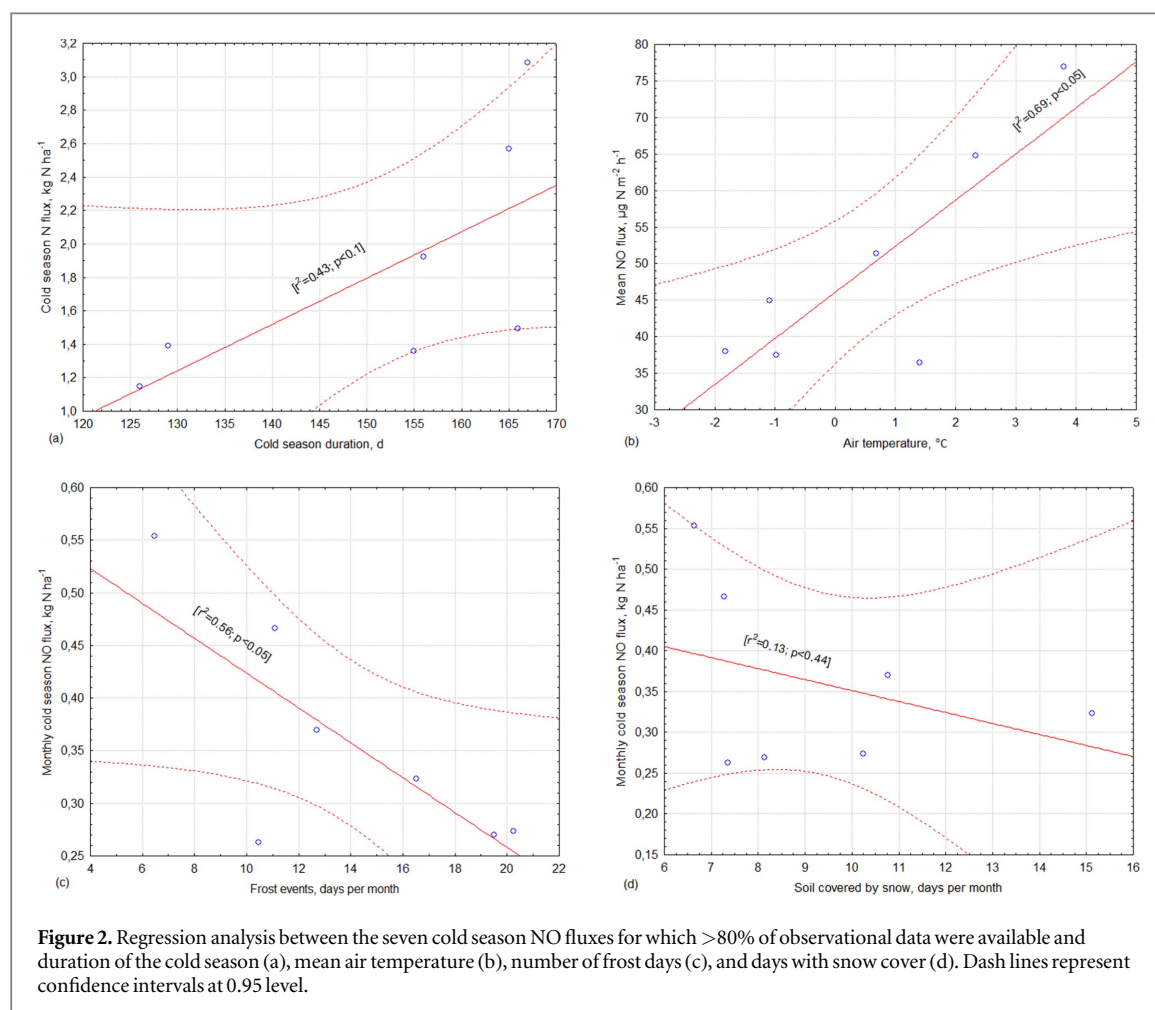 3,2
3,0
2,8
2,6
2,4
2,2
2,0
1,8
1,6
1,4
1,2
1,0
Cold season N flux, kg N ha⁻¹
[r²=0.43; p<0.1]
120 125 130 135 140 145 150 155 160 165 170
(a) Cold season duration, d
80
75
70
65
60
55
50
45
40
35
30
Mean NO flux, µg N m⁻² h⁻¹
[r²=0.69; p<0.05]
-3 -2 -1 0 1 2 3 4 5
(b) Air temperature, °C
0,60
0,55
0,50
0,45
0,40
0,35
0,30
0,25
Monthly cold season NO flux, kg N ha⁻¹
[r²=0.56; p<0.05]
4 6 8 10 12 14 16 18 20 22
(c) Frost events, days per month
0,60
0,55
0,50
0,45
0,40
0,35
0,30
0,25
0,20
0,15
Monthly cold season NO flux, kg N ha⁻¹
[r²=0.13; p<0.44]
6 7 8 9 10 11 12 13 14 15 16
(d) Soil covered by snow, days per month
Figure 2. Regression analysis between the seven cold season NO fluxes for which >80% of observational data were available and
duration of the cold season (a), mean air temperature (b), number of frost days (c), and days with snow cover (d). Dash lines represent
confidence intervals at 0.95 level.